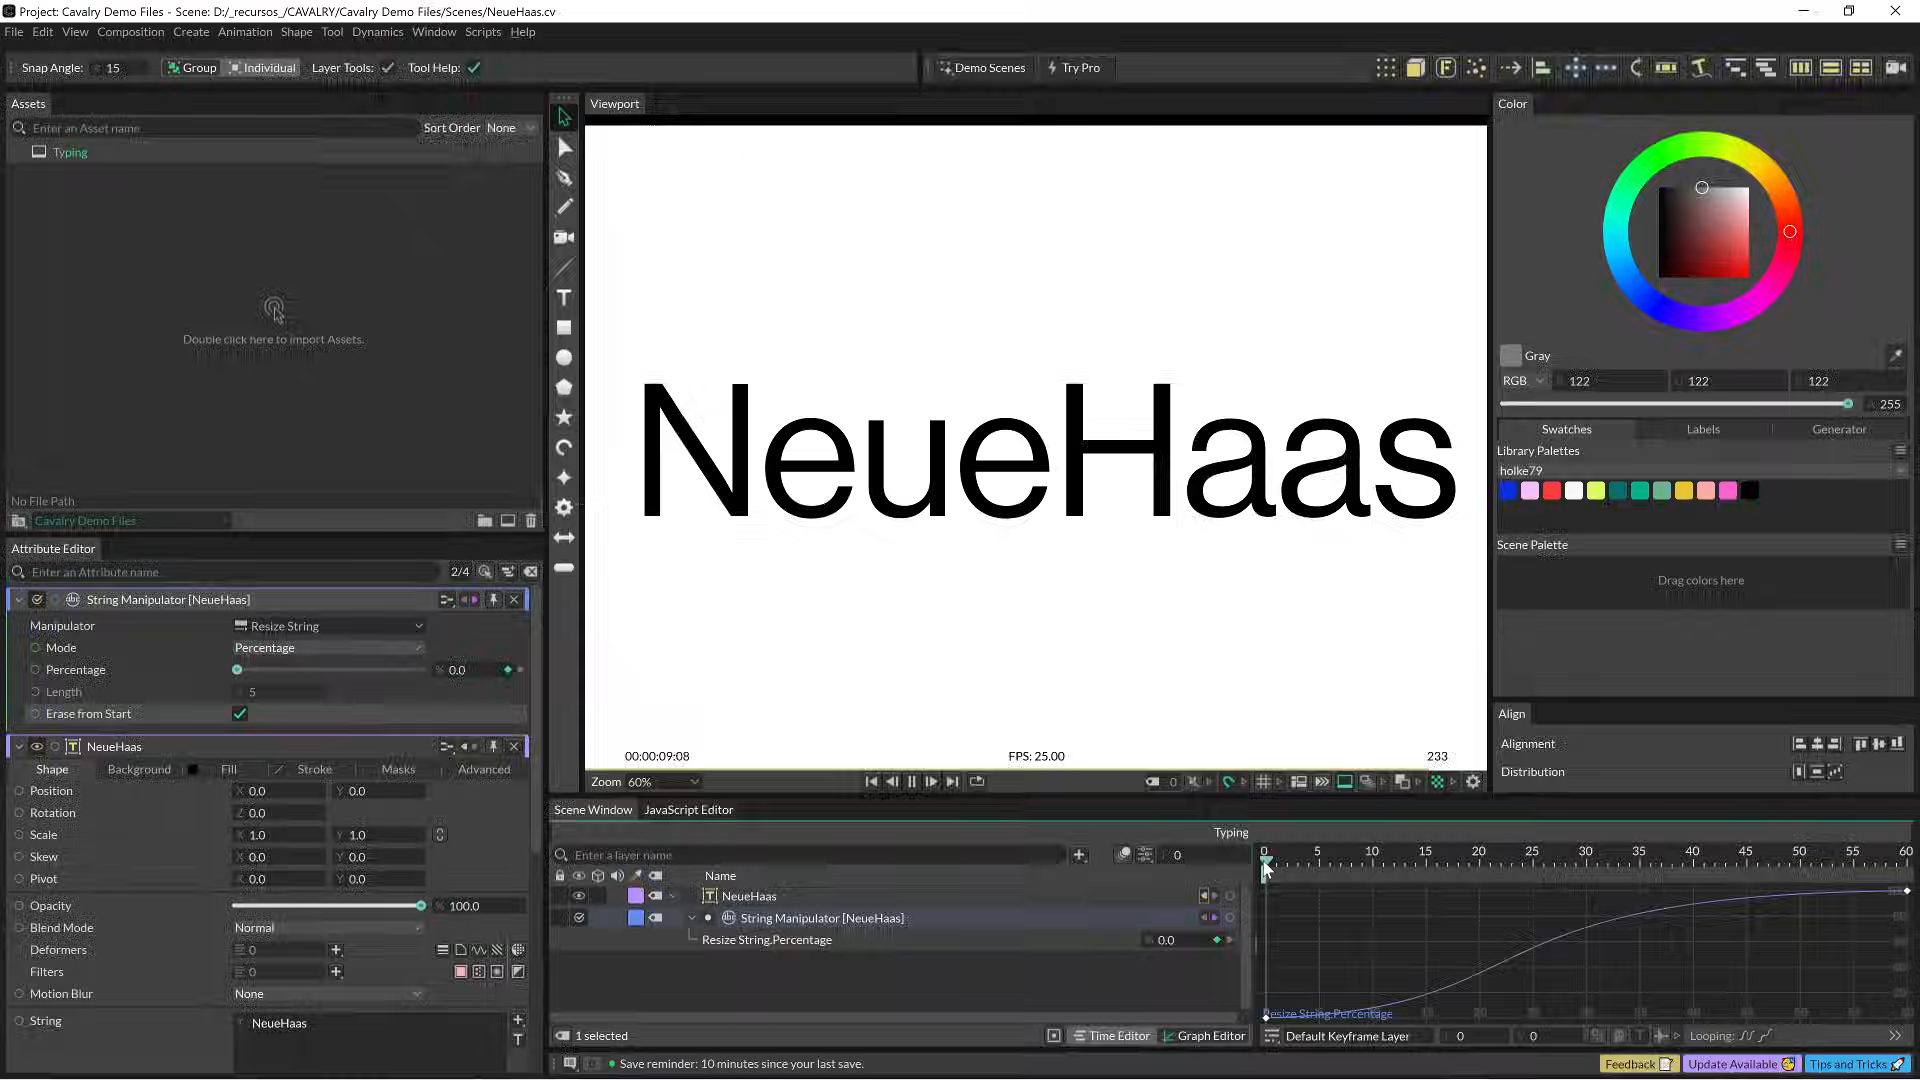 Project: Cavalry Demo Files - Scene: D:/_recursos_/CAVALRY/Cavalry Demo Files/Scenes/NeueHaas.cv
File Edit View Composition Create Animation Shape Tool Dynamics Window Scripts Help
Snap Angle: 15 Group Individual Layer Tools: Tool Help: Demo Scenes Try Pro
Assets
Enter an Asset name Sort Order None
Typing
Double click here to import Assets.
No File Path
Cavalry Demo Files
Attribute Editor
Enter an Attribute name 2/4
String Manipulator [NeueHaas]
Manipulator Resize String
Mode Percentage
Percentage % 0.0
Length 5
Erase from Start
NeueHaas
Shape Background Fill Stroke Masks Advanced
Position X 0.0 Y 0.0
Rotation Z 0.0
Scale X 1.0 Y 1.0
Skew X 0.0 Y 0.0
Pivot X 0.0 Y 0.0
Opacity % 100.0
Blend Mode Normal
Deformers 0
Filters 0
Motion Blur None
String NeueHaas
Viewport
NeueHaas
00:00:09:08 FPS: 25.00 233
Zoom 60% 0
Scene Window JavaScript Editor
Typing
Enter a layer name 0
0 5 10 15 20 25 30 35 40 45 50 55 60
Name
NeueHaas
String Manipulator [NeueHaas]
Resize String.Percentage % 0.0
Resize String.Percentage
1 selected Time Editor Graph Editor Default Keyframe Layer 0 0 Looping:
Save reminder: 10 minutes since your last save.
Feedback Update Available Tips and Tricks
Color
Gray
RGB 122 122 122
255
Swatches Labels Generator
Library Palettes
holke79
Scene Palette
Drag colors here
Align
Alignment
Distribution